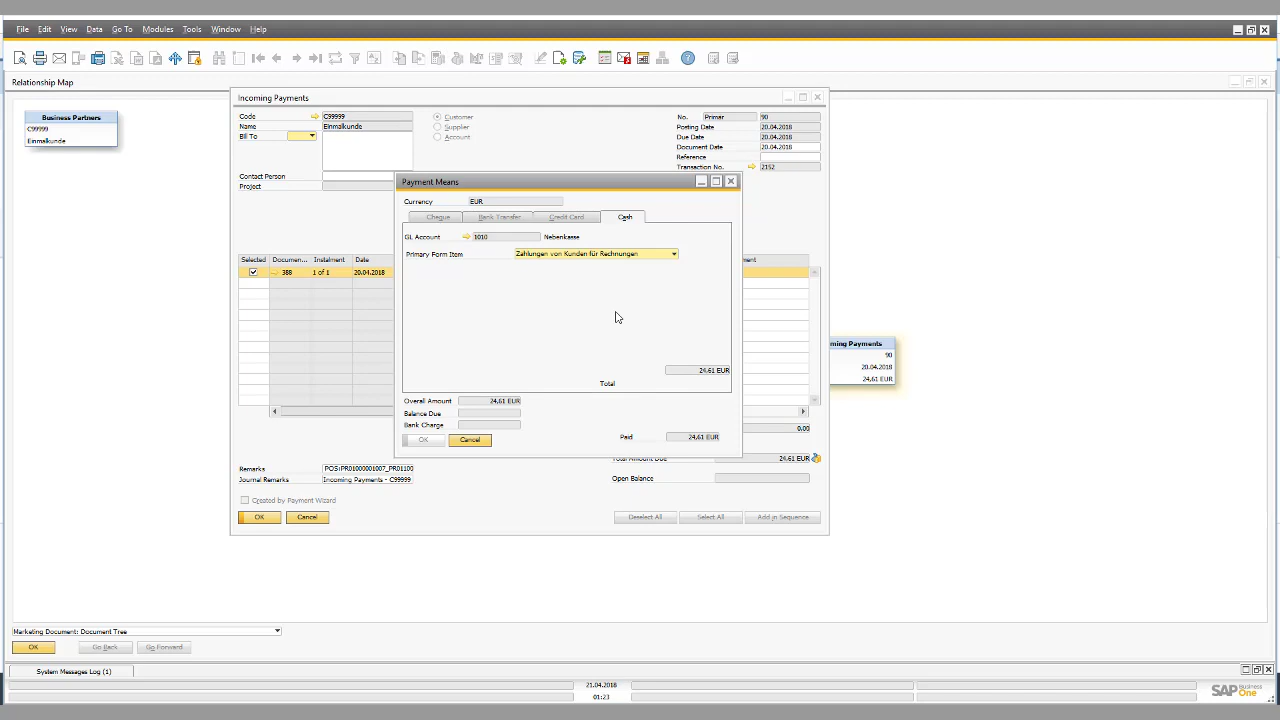 File Edit View Data Go To Modules Tools Window Help
Relationship Map
Business Partners
C99999
Einmalkunde
Incoming Payments
Code C99999
Name Einmalkunde
Bill To
Contact Person
Project
Customer
Supplier
Account
No. Primär 90
Posting Date 20.04.2018
Due Date 20.04.2018
Document Date 20.04.2018
Reference
Transaction No. 2152
Selected Documen... Instalment Date
388 1 of 1 20.04.2018
Payment Means
Currency EUR
Cheque Bank Transfer Credit Card Cash
GL Account 1010 Nebenkasse
Primary Form Item Zahlungen von Kunden für Rechnungen
24,61 EUR
Total
Overall Amount 24,61 EUR
Balance Due
Bank Charge
Paid 24,61 EUR
OK Cancel
ment
0.00
Total Amount Due 24.61 EUR
Open Balance
Remarks POS:PR01000001007_PR01100
Journal Remarks Incoming Payments - C99999
Created by Payment Wizard
OK Cancel Deselect All Select All Add in Sequence
ming Payments
90
20.04.2018
24,61 EUR
Marketing Document: Document Tree
OK Go Back Go Forward
System Messages Log (1)
21.04.2018
01:23
SAP Business One